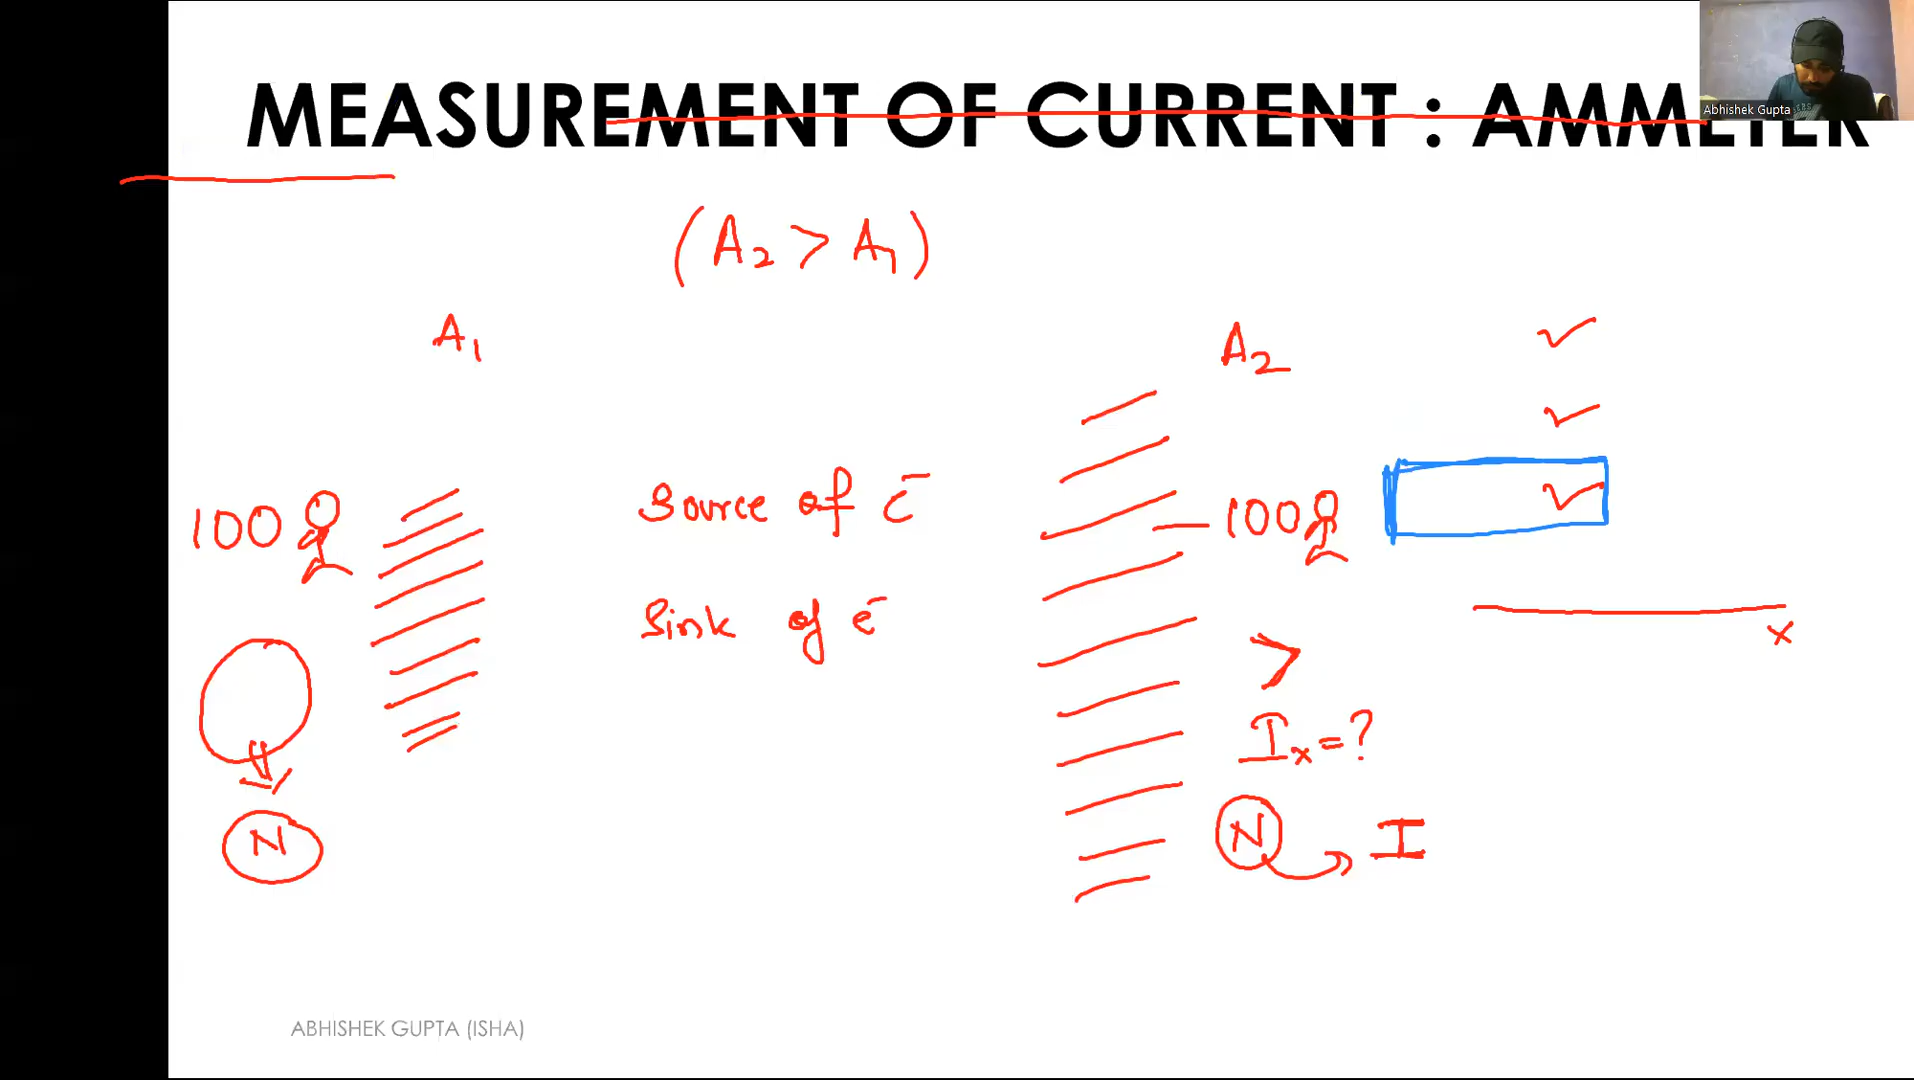 MEASUREMENT OF CURRENT : AMMETER
Abhishek Gupta
(A₂ > A₁)
A₁
A₂
100
Source of e⁻
100
Sink of e⁻
x
>
Iₓ = ?
N
N
I
ABHISHEK GUPTA (ISHA)